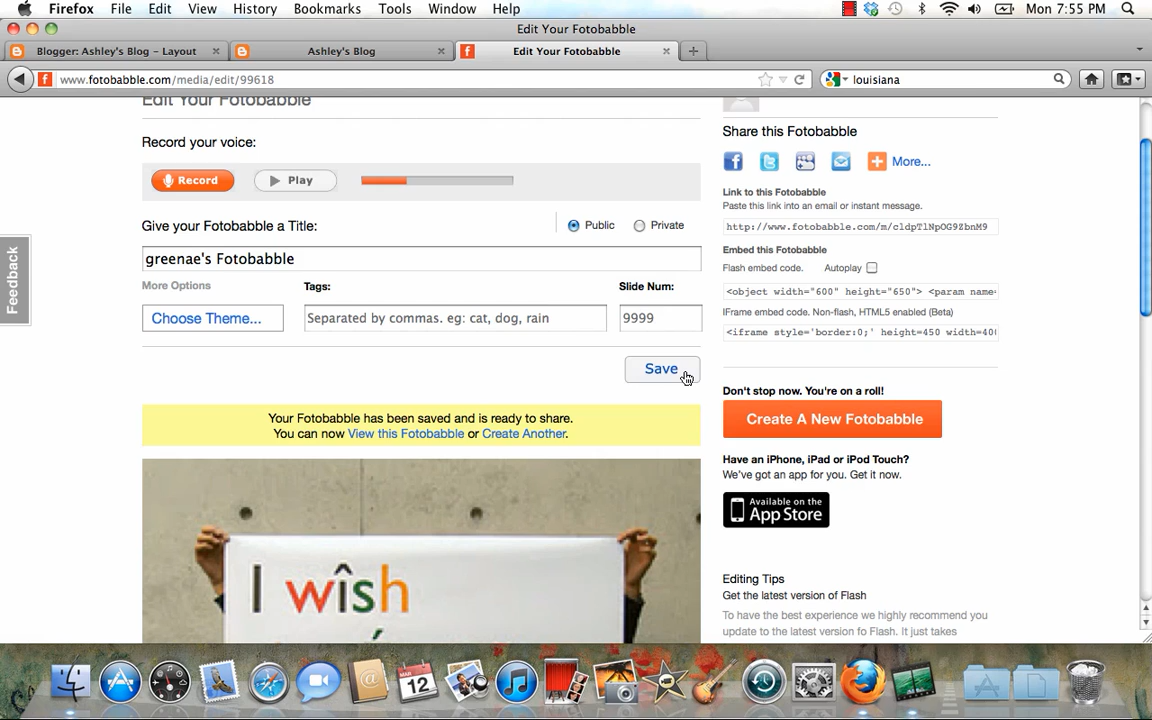 Firefox File Edit View History Bookmarks Tools Window Help Mon 7:55 PM
Edit Your Fotobabble
Blogger: Ashley's Blog – Layout Ashley's Blog Edit Your Fotobabble
www.fotobabble.com/media/edit/99618 louisiana
Edit Your Fotobabble
Record your voice:
Record Play
Give your Fotobabble a Title: Public Private
greenae's Fotobabble
More Options Tags: Slide Num:
Choose Theme... Separated by commas. eg: cat, dog, rain 9999
Save
Your Fotobabble has been saved and is ready to share.
You can now View this Fotobabble or Create Another.
I wîsh
Feedback
Share this Fotobabble
More...
Link to this Fotobabble
Paste this link into an email or instant message.
Embed this Fotobabble
Flash embed code. Autoplay
<object width="600" height="650"> <param name=
IFrame embed code. Non-flash, HTML5 enabled (Beta)
<iframe style='border:0;' height=450 width=400
Don't stop now. You're on a roll!
Create A New Fotobabble
Have an iPhone, iPad or iPod Touch?
We've got an app for you. Get it now.
Available on the
App Store
Editing Tips
Get the latest version of Flash
To have the best experience we highly recommend you
update to the latest version fo Flash. It just takes
12